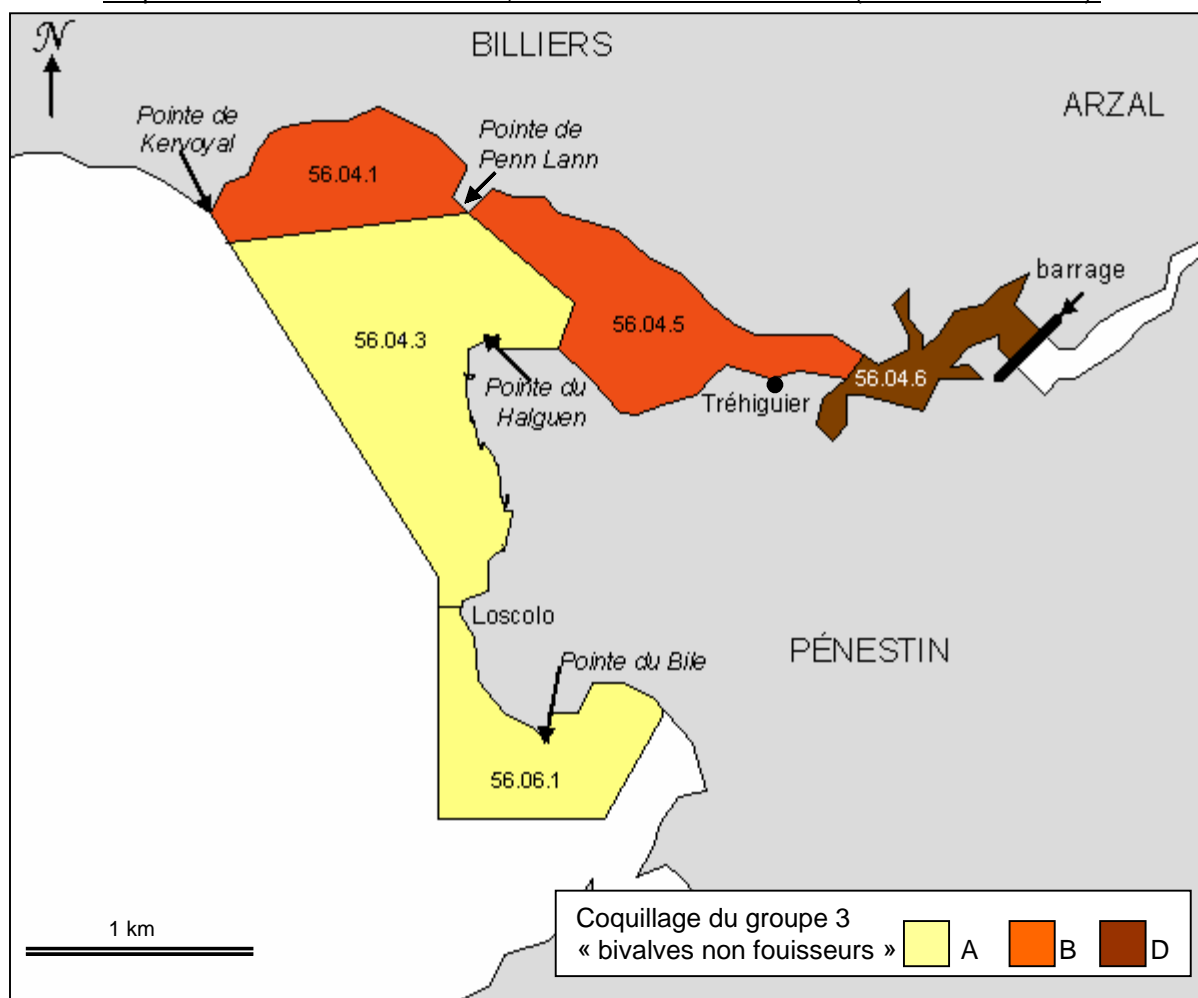 N
BILLIERS
ARZAL
Pointe de
Kervoyal
Pointe de
Penn Lann
56.04.1
barrage
56.04.5
56.04.3
56.04.6
Pointe du
Halguen
Tréhiguier
Loscolo
PÉNESTIN
Pointe du Bile
56.06.1
1 km
Coquillage du groupe 3
« bivalves non fouisseurs » A B D